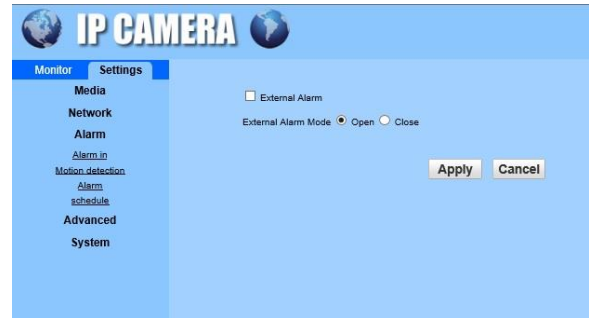 IP CAMERA
Monitor Settings
Media
Network
Alarm
Alarm in
Motion detection
Alarm
schedule
Advanced
System
External Alarm
External Alarm Mode Open Close
Apply Cancel